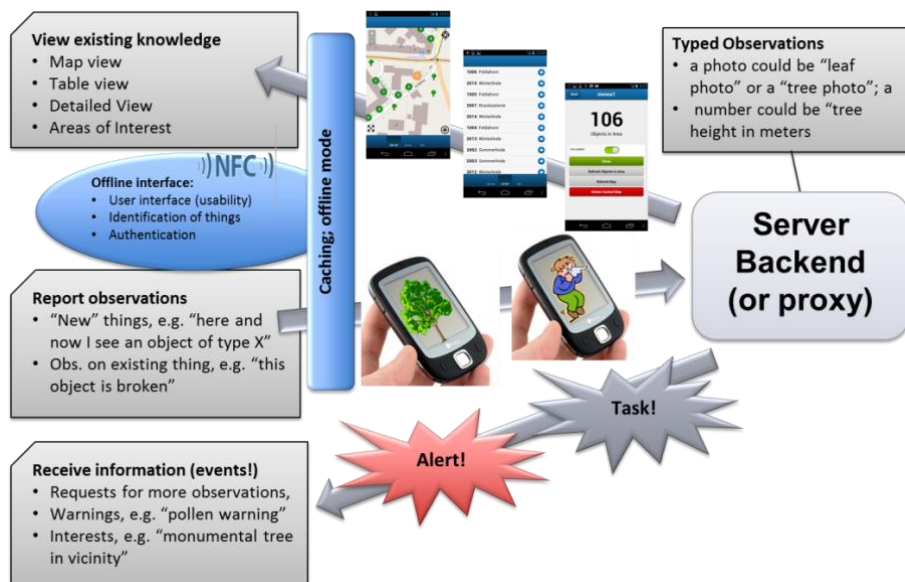 View existing knowledge
• Map view
• Table view
• Detailed View
• Areas of Interest
NFC
Offline interface:
• User interface (usability)
• Identification of things
• Authentication
Report observations
• “New” things, e.g. “here and
now I see an object of type X”
• Obs. on existing thing, e.g. “this
object is broken”
Receive information (events!)
• Requests for more observations,
• Warnings, e.g. “pollen warning”
• Interests, e.g. “monumental tree
in vicinity”
Caching; offline mode
106
Objects in Area
Typed Observations
• a photo could be “leaf
photo” or a “tree photo”; a
• number could be “tree
height in meters
Server
Backend
(or proxy)
Task!
Alert!